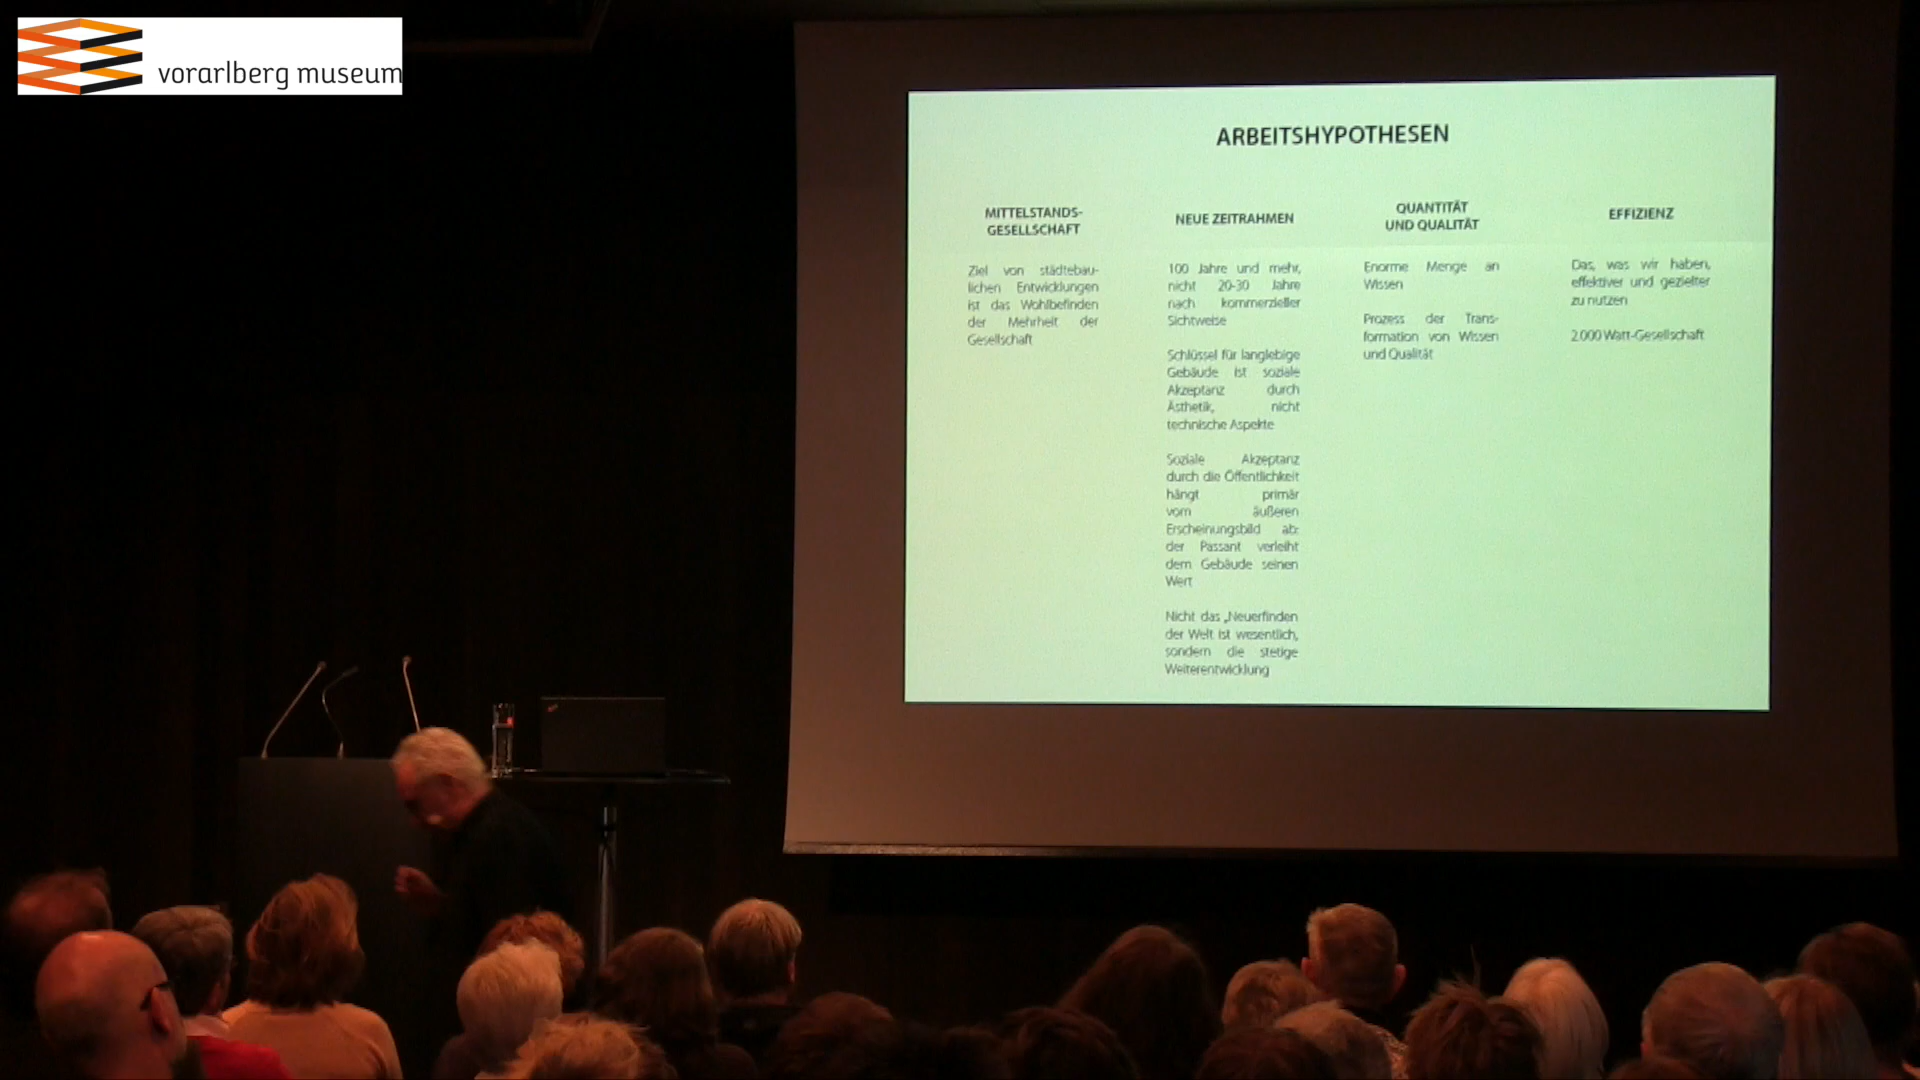 vorarlberg museum
ARBEITSHYPOTHESEN
MITTELSTANDS-
GESELLSCHAFT
Ziel von städtebau-
lichen Entwicklungen
ist das Wohlbefinden
der Mehrheit der
Gesellschaft
NEUE ZEITRAHMEN
100 Jahre und mehr,
nicht 20-30 Jahre
nach kommerzieller
Sichtweise
Schlüssel für langlebige
Gebäude ist soziale
Akzeptanz durch
Ästhetik, nicht
technische Aspekte
Soziale Akzeptanz
durch die Öffentlichkeit
hängt primär
vom äußeren
Erscheinungsbild ab:
der Passant verleiht
dem Gebäude seinen
Wert
Nicht das „Neuerfinden
der Welt ist wesentlich,
sondern die stetige
Weiterentwicklung
QUANTITÄT
UND QUALITÄT
Enorme Menge an
Wissen
Prozess der Trans-
formation von Wissen
und Qualität
EFFIZIENZ
Das, was wir haben,
effektiver und gezielter
zu nutzen
2.000 Watt-Gesellschaft